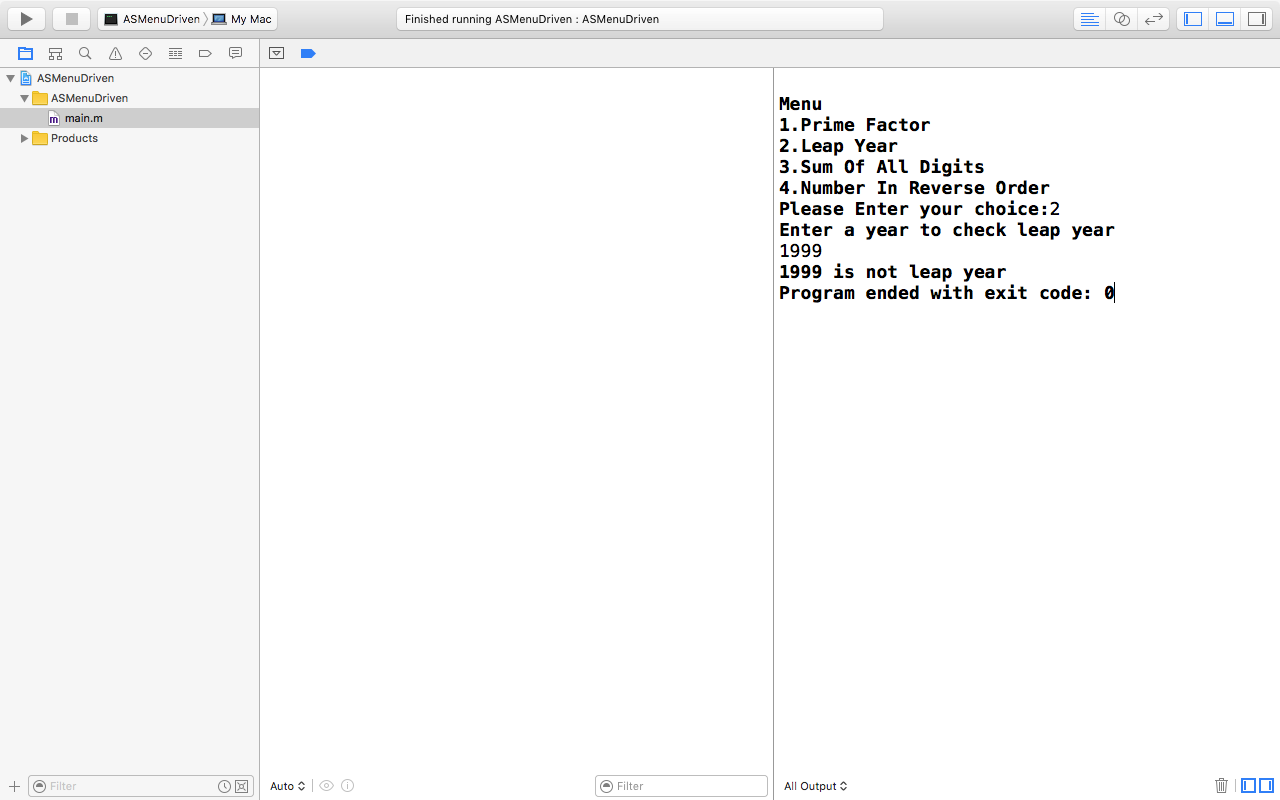 ASMenuDriven My Mac
Finished running ASMenuDriven : ASMenuDriven
ASMenuDriven
ASMenuDriven
main.m
Products
Menu
1.Prime Factor
2.Leap Year
3.Sum Of All Digits
4.Number In Reverse Order
Please Enter your choice:2
Enter a year to check leap year
1999
1999 is not leap year
Program ended with exit code: 0
Filter
Auto
Filter
All Output